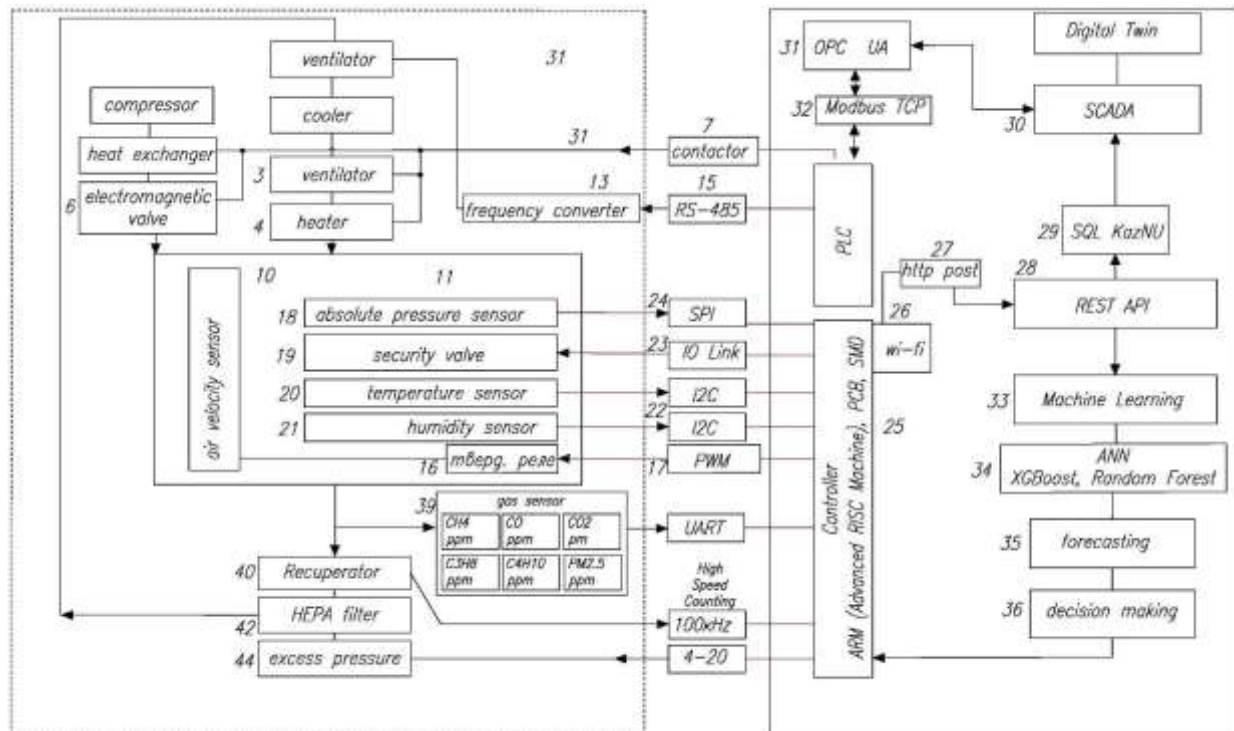 ventilator
31
compressor
cooler
heat exchanger
31
7
contactor
3
ventilator
6
electromagnetic
valve
4
heater
13
frequency converter
15
RS-485
10
11
air velocity sensor
18
absolute pressure sensor
24
SPI
19
security valve
23
IO Link
20
temperature sensor
I2C
21
humidity sensor
22
I2C
16
тверд. реле
17
PWM
39
gas sensor
CH4
ppm
CO
ppm
CO2
pm
C3H8
ppm
C4H10
ppm
PM2.5
ppm
UART
40
Recuperator
High
Speed
Counting
42
HEPA filter
100кHz
44
excess pressure
4-20
31
OPC UA
Digital Twin
32
Modbus TCP
30
SCADA
PLC
29
SQL KazNU
27
http post
28
REST API
26
wi-fi
Controller
ARM (Advanced RISC Machine), PCB, SMD
25
33
Machine Learning
34
ANN
XGBoost, Random Forest
35
forecasting
36
decision making